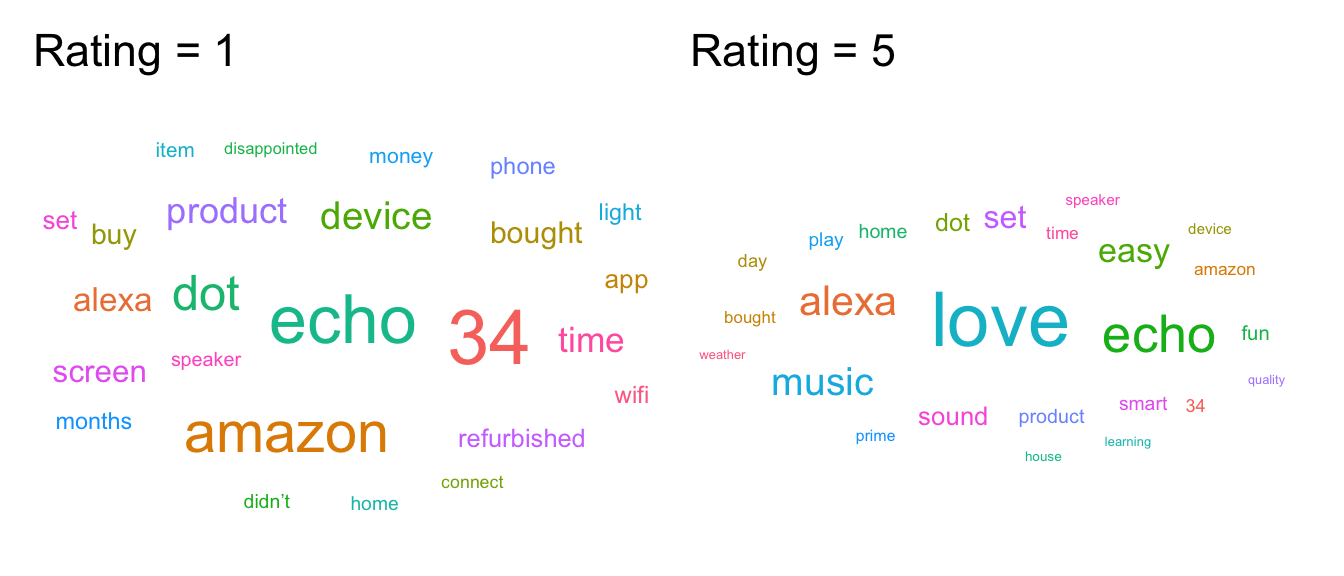 Rating = 1
item
disappointed
money
phone
set
buy
product
device
bought
light
app
alexa
dot
echo
34
time
screen
speaker
wifi
months
amazon
refurbished
connect
didn’t
home
Rating = 5
speaker
play
home
dot
set
time
device
easy
amazon
day
alexa
love
echo
fun
bought
weather
music
quality
sound
product
smart
34
prime
learning
house